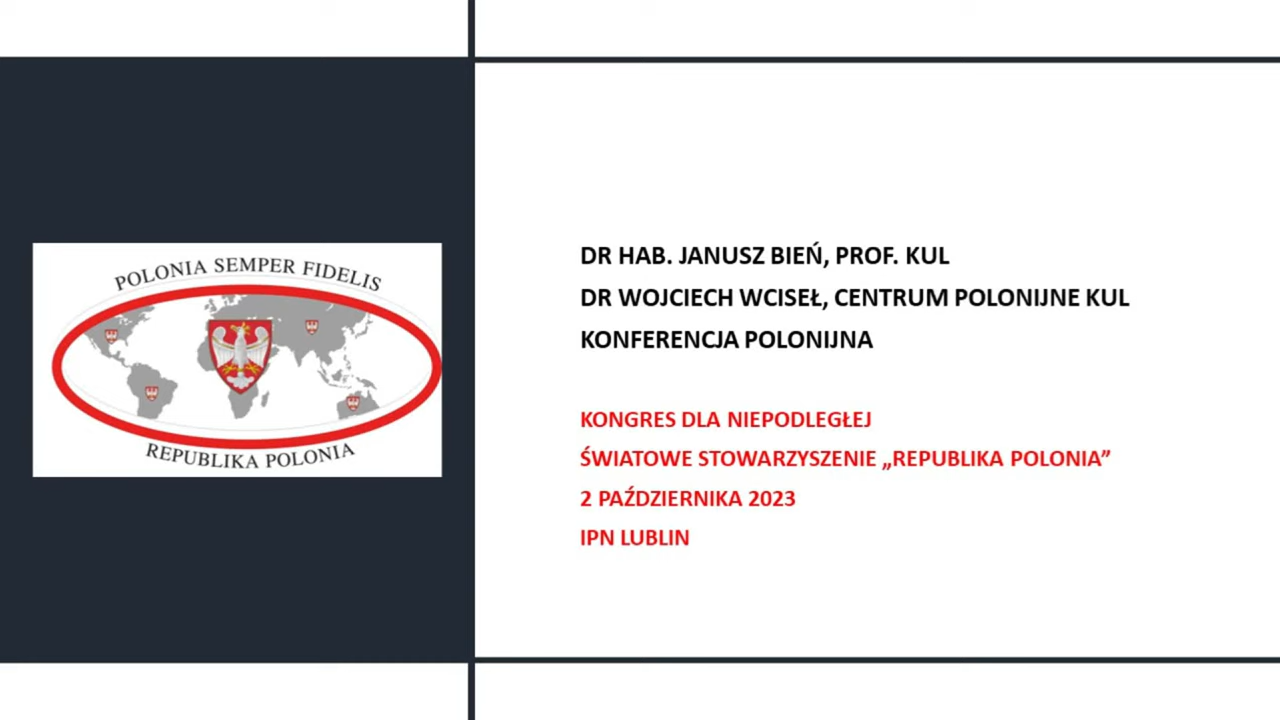 POLONIA SEMPER FIDELIS
REPUBLIKA POLONIA
DR HAB. JANUSZ BIEŃ, PROF. KUL
DR WOJCIECH WCISEŁ, CENTRUM POLONIJNE KUL
KONFERENCJA POLONIJNA
KONGRES DLA NIEPODLEGŁEJ
ŚWIATOWE STOWARZYSZENIE „REPUBLIKA POLONIA”
2 PAŹDZIERNIKA 2023
IPN LUBLIN